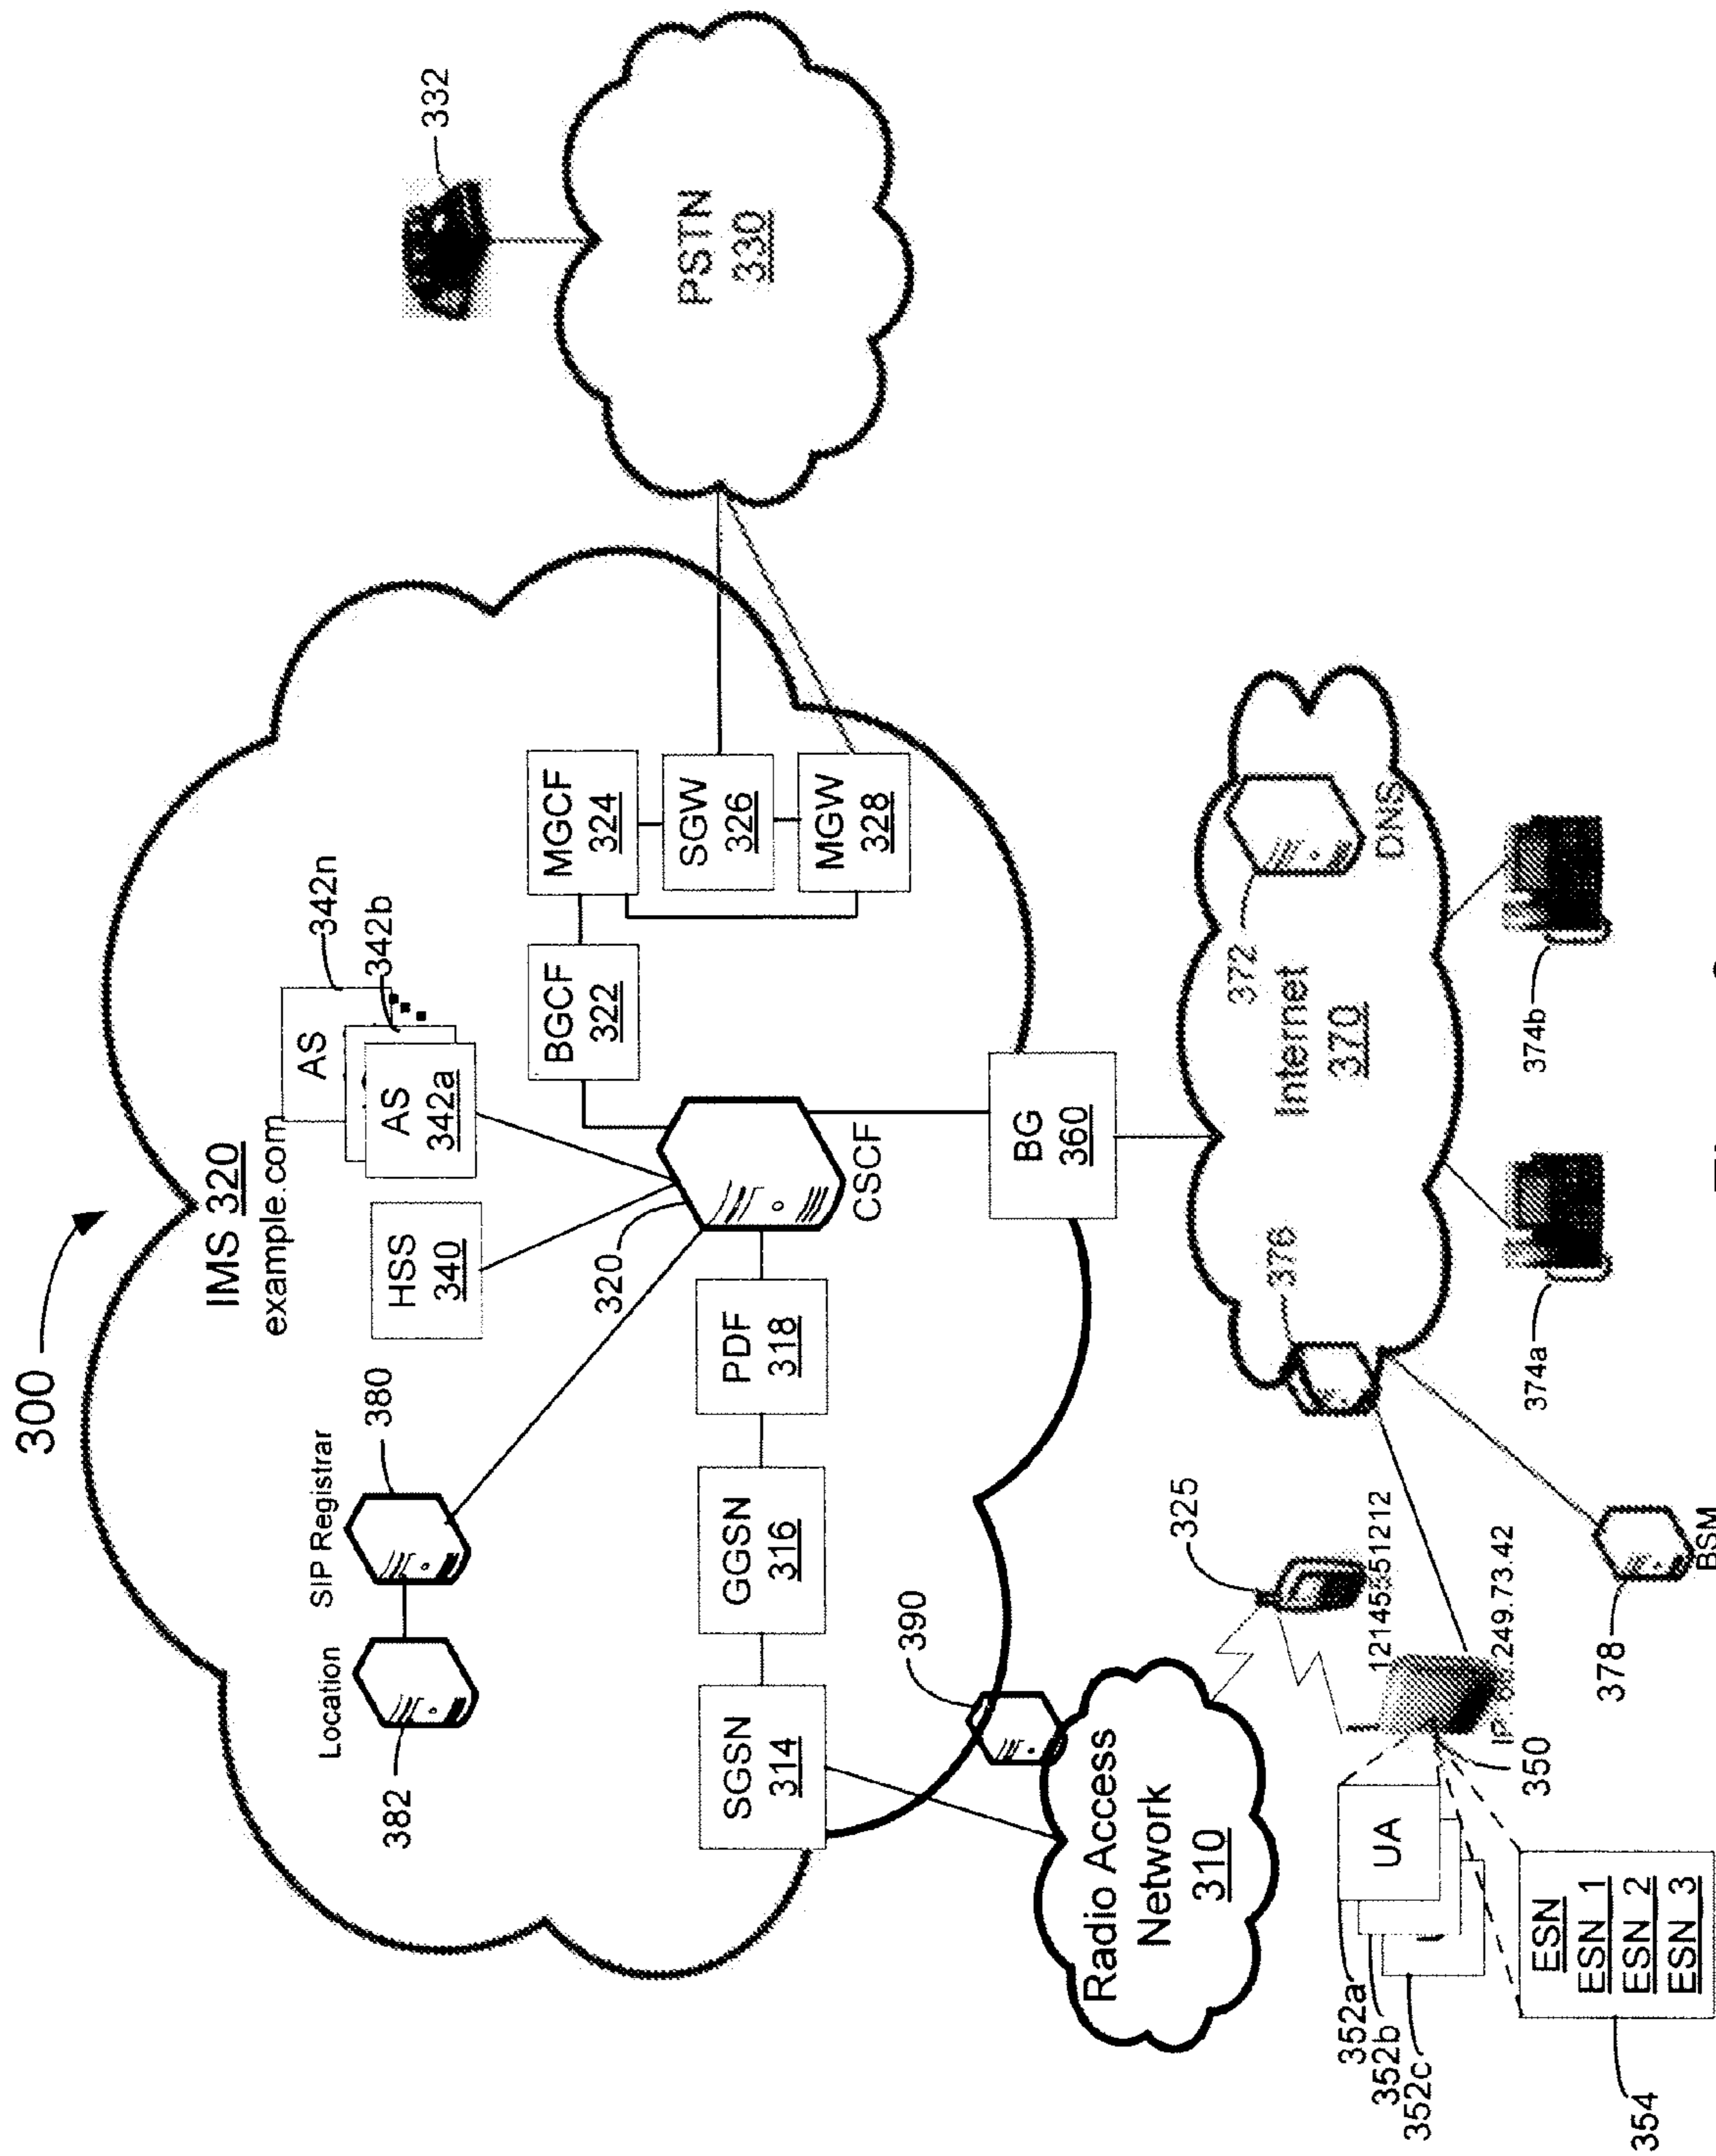 300
IMS 320
example.com
Location
SIP Registrar
382
380
HSS
340
AS
342n
342b
AS
342a
320
CSCF
SGSN
314
GGSN
316
PDF
318
BGCF
322
MGCF
324
SGW
326
MGW
328
332
PSTN
330
390
BG
360
Radio Access
Network
310
325
12145551212
376
Internet
370
372
DNS
UA
352a
352b
352c
350
ESN
ESN 1
ESN 2
ESN 3
354
378
BSM
374a
374b